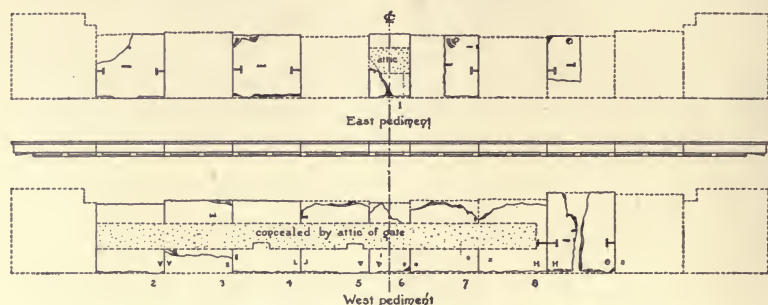 ℄
attic
1
East pediment
concealed by attic of gate
2 3 4 5 6 7 8
West pediment